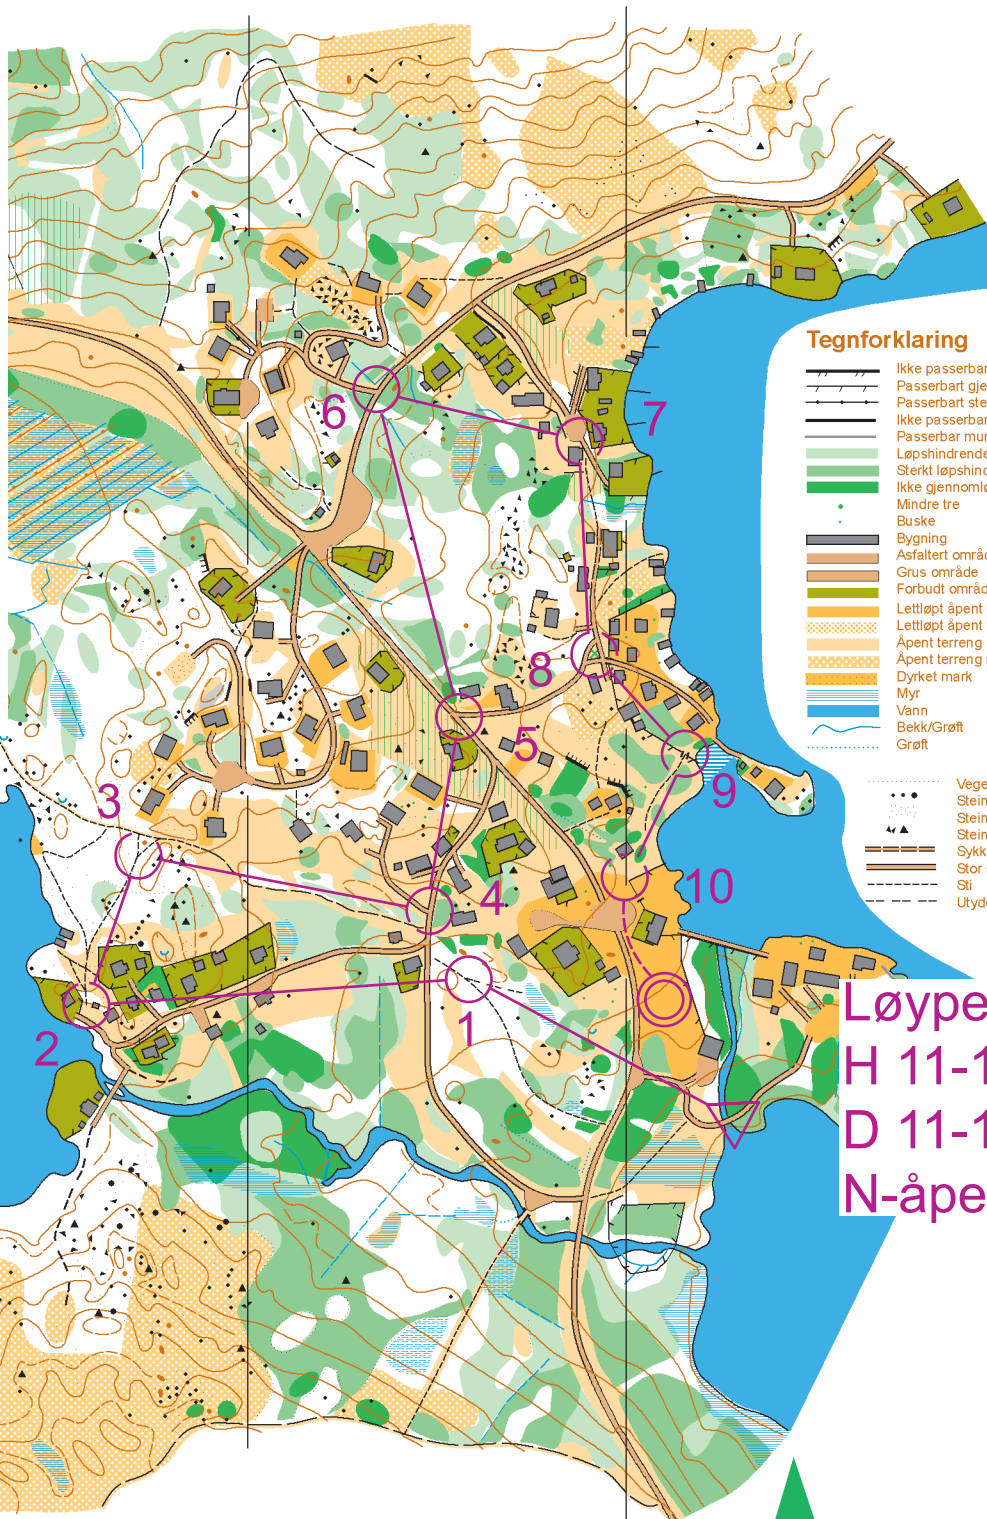 6
7
8
5
9
3
4
10
1
2
Tegnforklaring
Ikke passerbar
Passerbart gje
Passerbart ste
Ikke passerbar
Passerbar mur
Løpshindrende
Sterkt løpshind
Ikke gjennomlø
Mindre tre
Buske
Bygning
Asfaltert områd
Grus område
Forbudt områd
Lettløpt åpent
Lettløpt åpent
Åpent terreng
Åpent terreng
Dyrket mark
Myr
Vann
Bekk/Grøft
Grøft
Vege
Stein
Stein
Stein
Sykk
Stor
Sti
Utyde
Løype
H 11-1
D 11-1
N-åpe